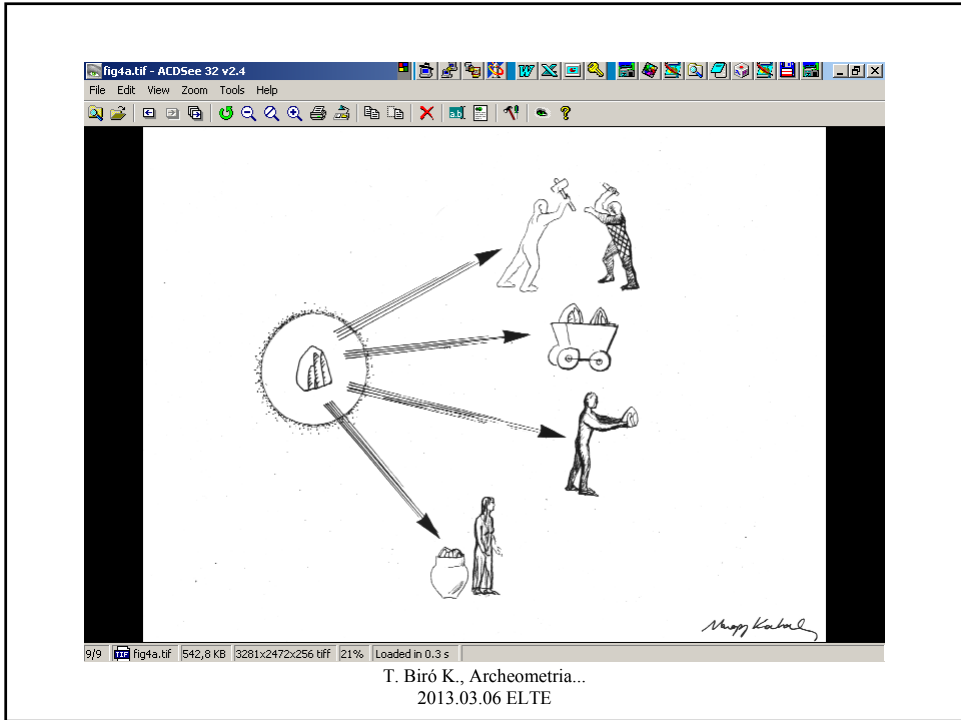 fig4a.tif - ACDSee 32 v2.4
File Edit View Zoom Tools Help
9/9 fig4a.tif 542,8 KB 3281x2472x256 tiff 21% Loaded in 0.3 s
T. Biró K., Archeometria...
2013.03.06 ELTE